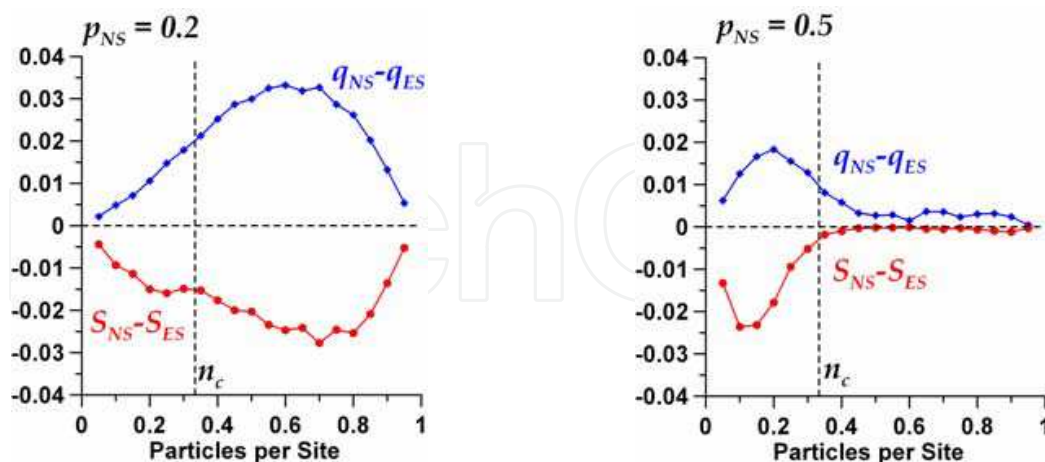 p_NS = 0.2
0.04
0.03
0.02
0.01
0
-0.01
-0.02
-0.03
-0.04
q_NS-q_ES
S_NS-S_ES
n_c
0 0.2 0.4 0.6 0.8 1
Particles per Site
p_NS = 0.5
0.04
0.03
0.02
0.01
0
-0.01
-0.02
-0.03
-0.04
q_NS-q_ES
S_NS-S_ES
n_c
0 0.2 0.4 0.6 0.8 1
Particles per Site